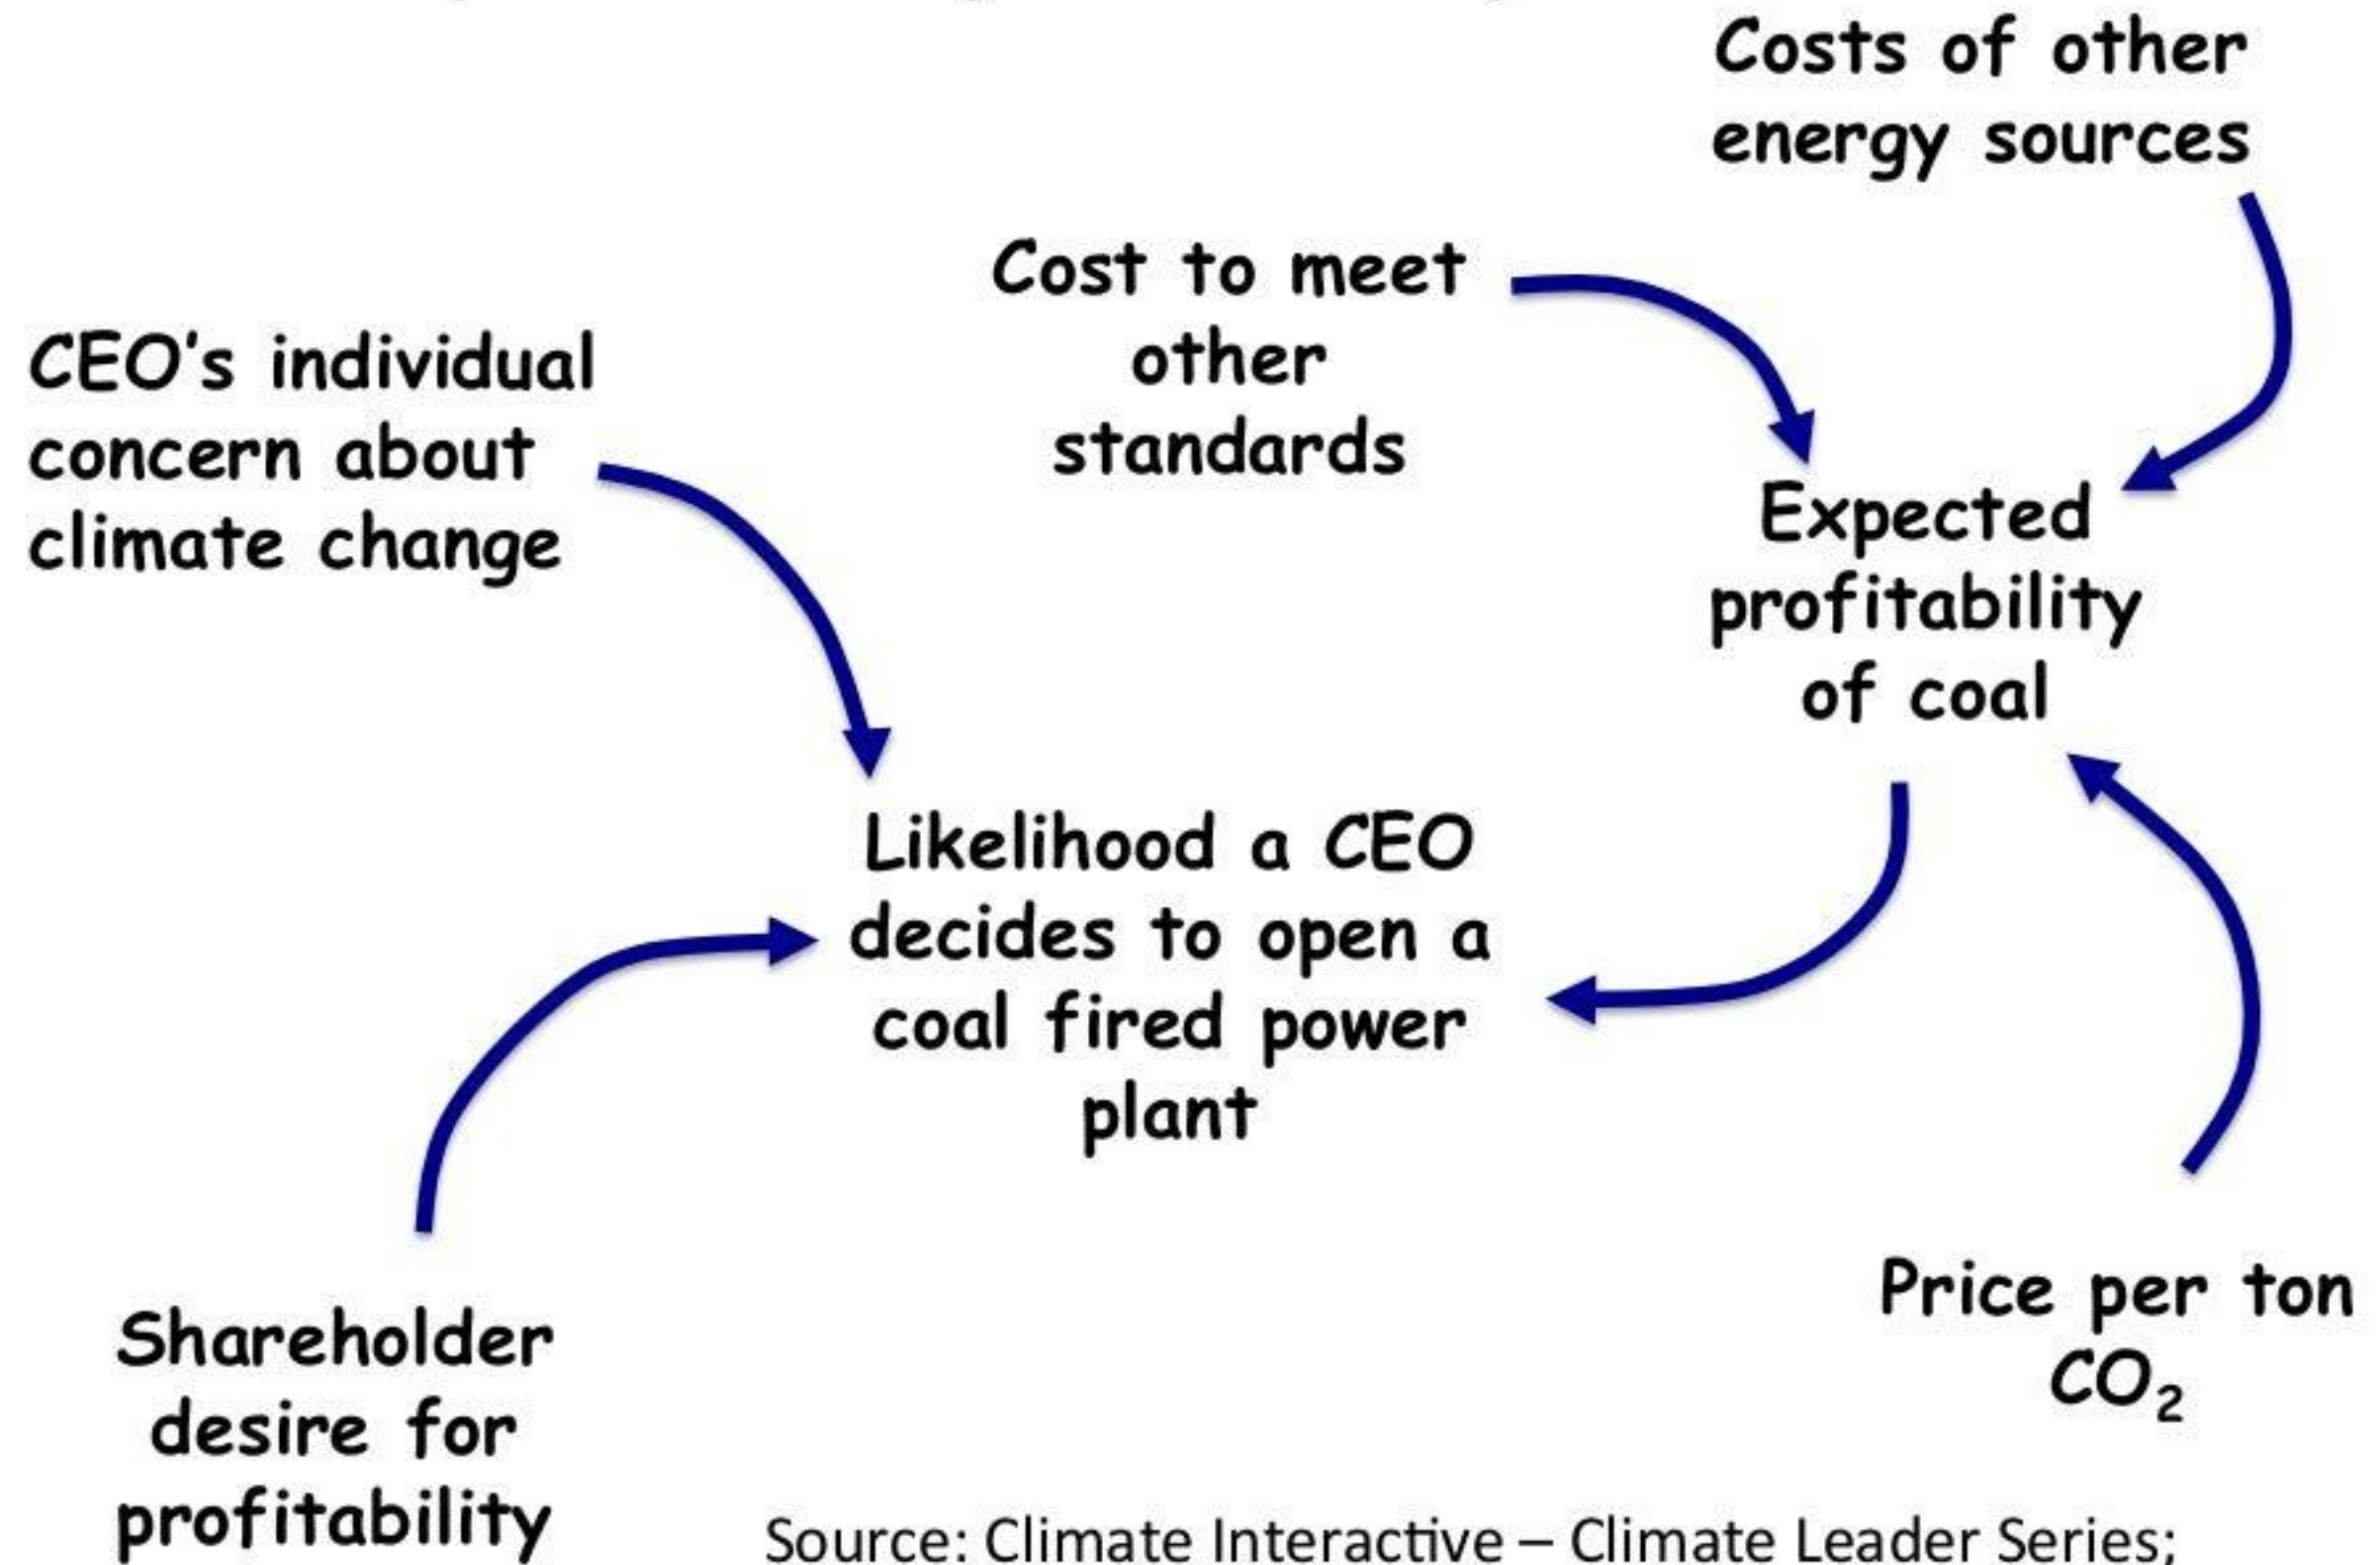 Costs of other
energy sources
Cost to meet
other
standards
CEO's individual
concern about
climate change
Expected
profitability
of coal
Likelihood a CEO
decides to open a
coal fired power
plant
Price per ton
CO₂
Shareholder
desire for
profitability
Source: Climate Interactive – Climate Leader Series;